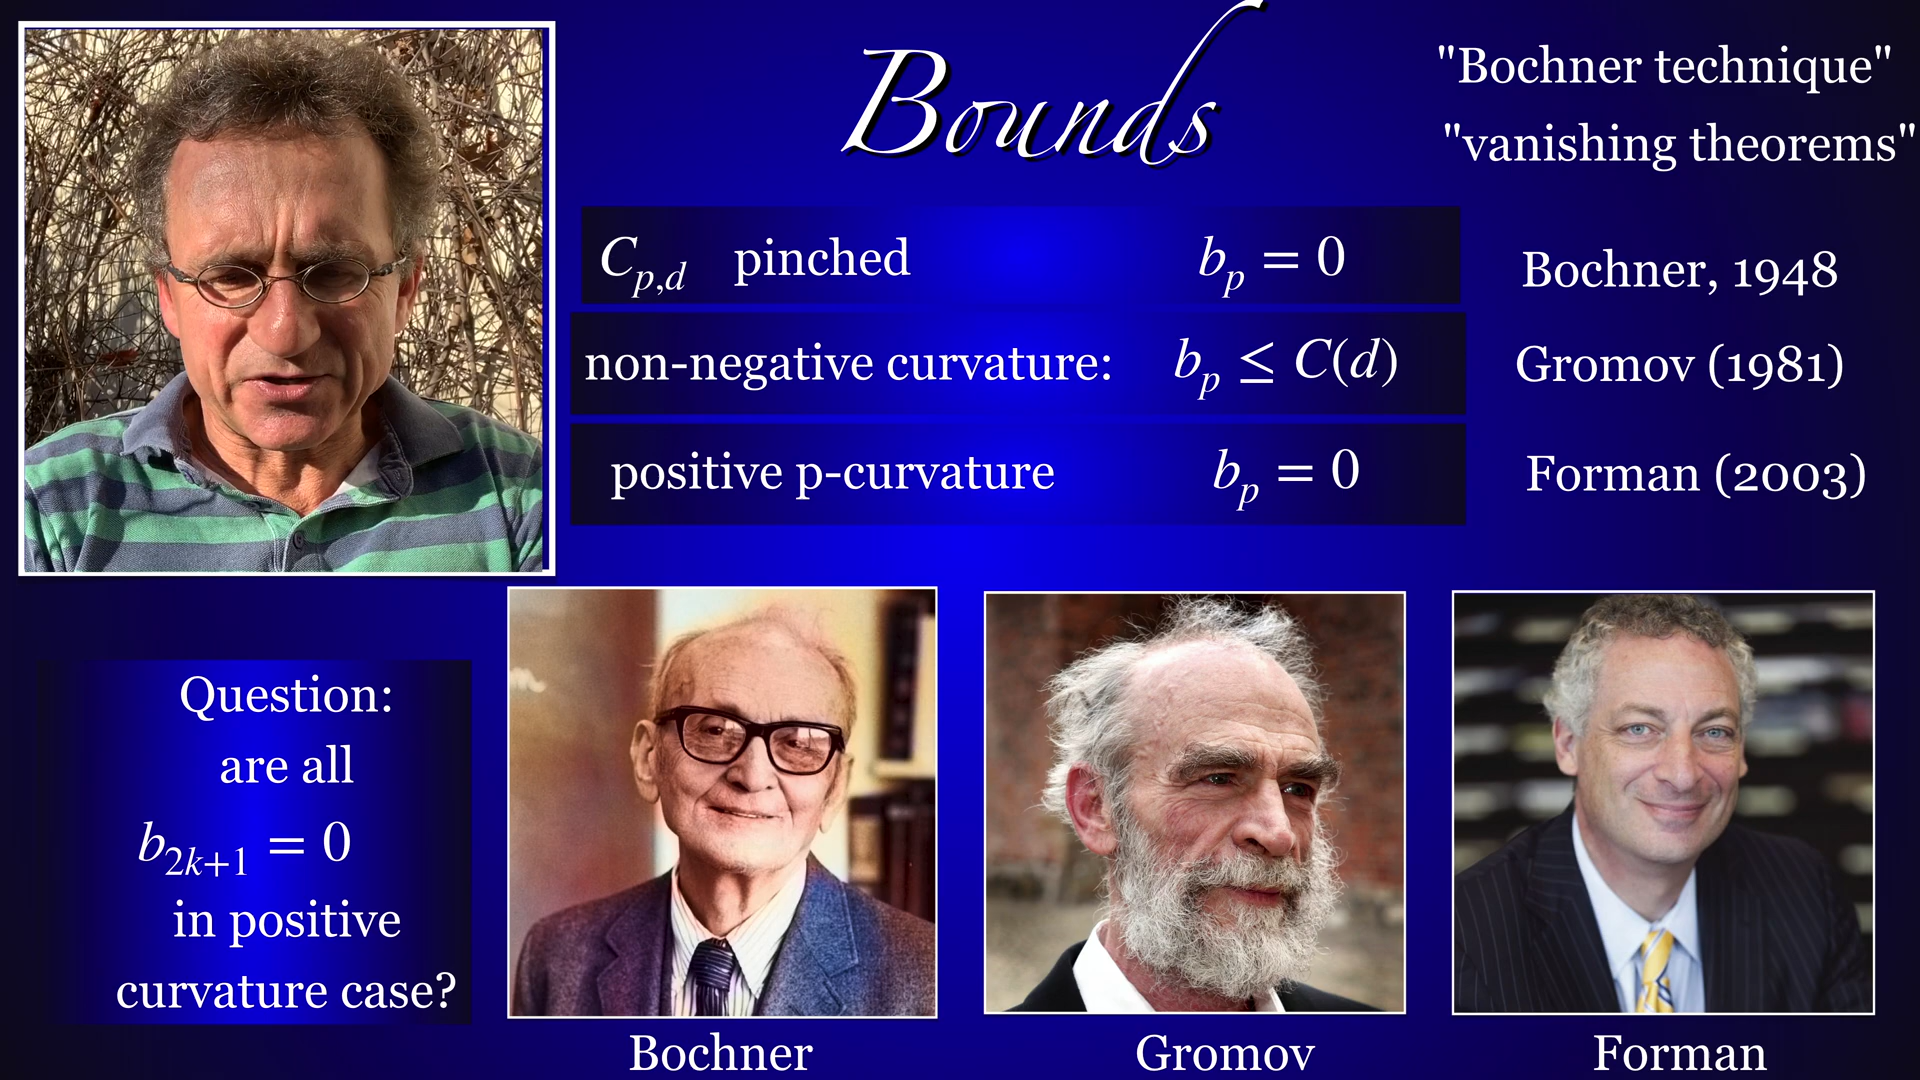 Bounds
"Bochner technique"
"vanishing theorems"
C_{p,d} pinched b_p = 0 Bochner, 1948
non-negative curvature: b_p ≤ C(d) Gromov (1981)
positive p-curvature b_p = 0 Forman (2003)
Question:
are all
b_{2k+1} = 0
in positive
curvature case?
Bochner
Gromov
Forman